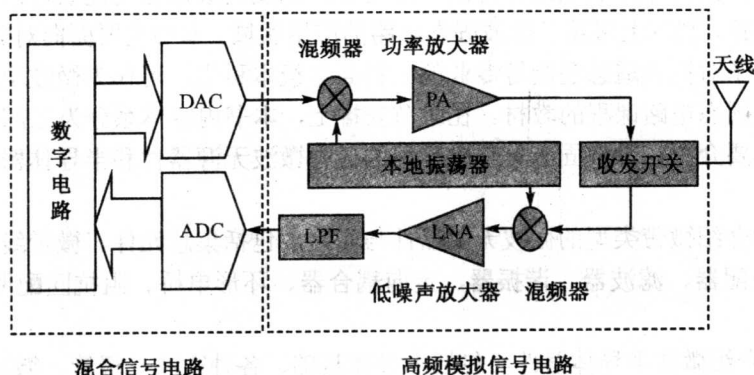 混频器
功率放大器
天线
数字电路
DAC
PA
本地振荡器
收发开关
ADC
LPF
LNA
低噪声放大器
混频器
混合信号电路
高频模拟信号电路